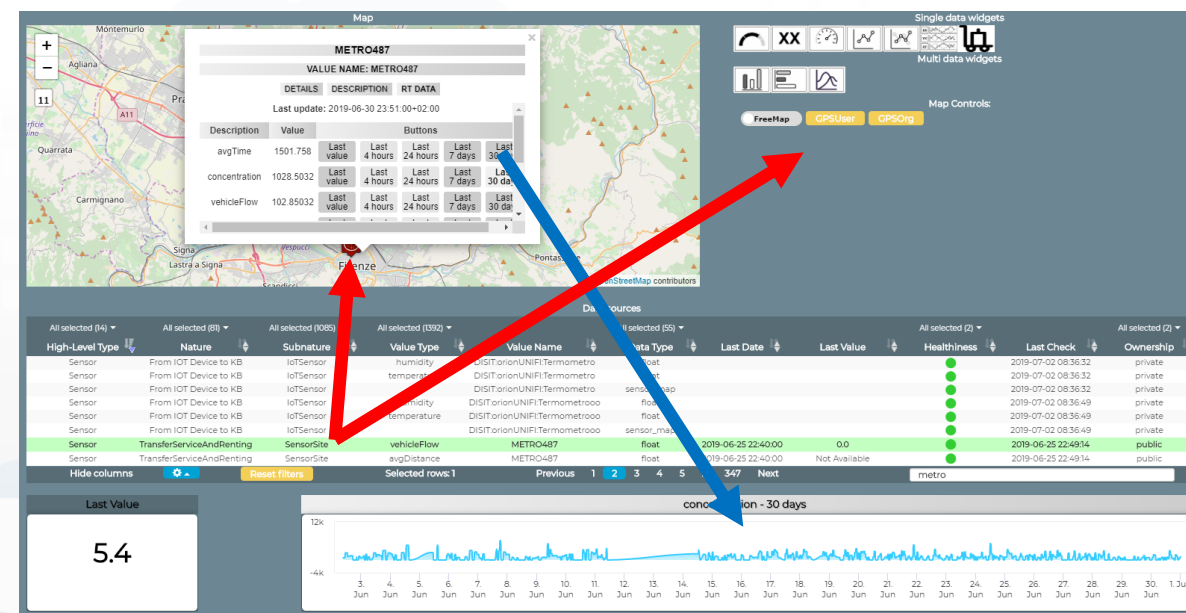 Map
Single data widgets
Montemurlo
+
−
Agliana
11
A11
Quarrata
Carmignano
Signa
Vespucci
Lastra a Signa
Scandicci
×
METRO487
VALUE NAME: METRO487
DETAILS DESCRIPTION RT DATA
Last update: 2019-06-30 23:51:00+02:00
Description Value Buttons
avgTime 1501.758 Last value Last 4 hours Last 24 hours Last 7 days Last
concentration 1028.5032 Last value Last 4 hours Last 24 hours Last 7 days
vehicleFlow 102.85032 Last value Last 4 hours Last 24 hours Last 7 days Last
contributors
XX
Multi data widgets
Map Controls:
FreeMap GPSUser GPSOrg
All selected (14) All selected (81) All selected (1085) All selected (1392) All selected (55) All selected (2) All selected (2)
High-Level Type Nature Subnature Value Type Value Name Data Type Last Date Last Value Healthiness Last Check Ownership
Sensor From IOT Device to KB IoTSensor humidity DISIT:orionUNIFI:Termometro float 2019-07-02 08:36:32 private
Sensor From IOT Device to KB IoTSensor DISIT:orionUNIFI:Termometro 2019-07-02 08:36:32 private
Sensor From IOT Device to KB IoTSensor DISIT:orionUNIFI:Termometro 2019-07-02 08:36:32 private
Sensor From IOT Device to KB IoTSensor DISIT:orionUNIFI:Termometrooo 2019-07-02 08:36:49 private
Sensor From IOT Device to KB IoTSensor temperature DISIT:orionUNIFI:Termometrooo 2019-07-02 08:36:49 private
Sensor From IOT Device to KB IoTSensor DISIT:orionUNIFI:Termometrooo sensor_map 2019-07-02 08:36:49 private
Sensor TransferServiceAndRenting SensorSite vehicleFlow METRO487 float 2019-06-25 22:40:00 0.0 2019-06-25 22:49:14 public
Sensor TransferServiceAndRenting SensorSite avgDistance METRO487 float 2019-06-25 22:40:00 Not Available 2019-06-25 22:49:14 public
Hide columns Reset filters Selected rows: 1 Previous 1 2 3 4 5 347 Next metro
Last Value
5.4
30 days
12k
-4k
3. Jun 4. Jun 5. Jun 6. Jun 7. Jun 8. Jun 9. Jun 10. Jun 11. Jun 12. Jun 13. Jun 14. Jun 15. Jun 16. Jun 17. Jun 18. Jun 19. Jun 20. Jun 21. Jun 22. Jun 23. Jun 24. Jun 25. Jun 26. Jun 27. Jun 28. Jun 29. Jun 30. Jun 1.